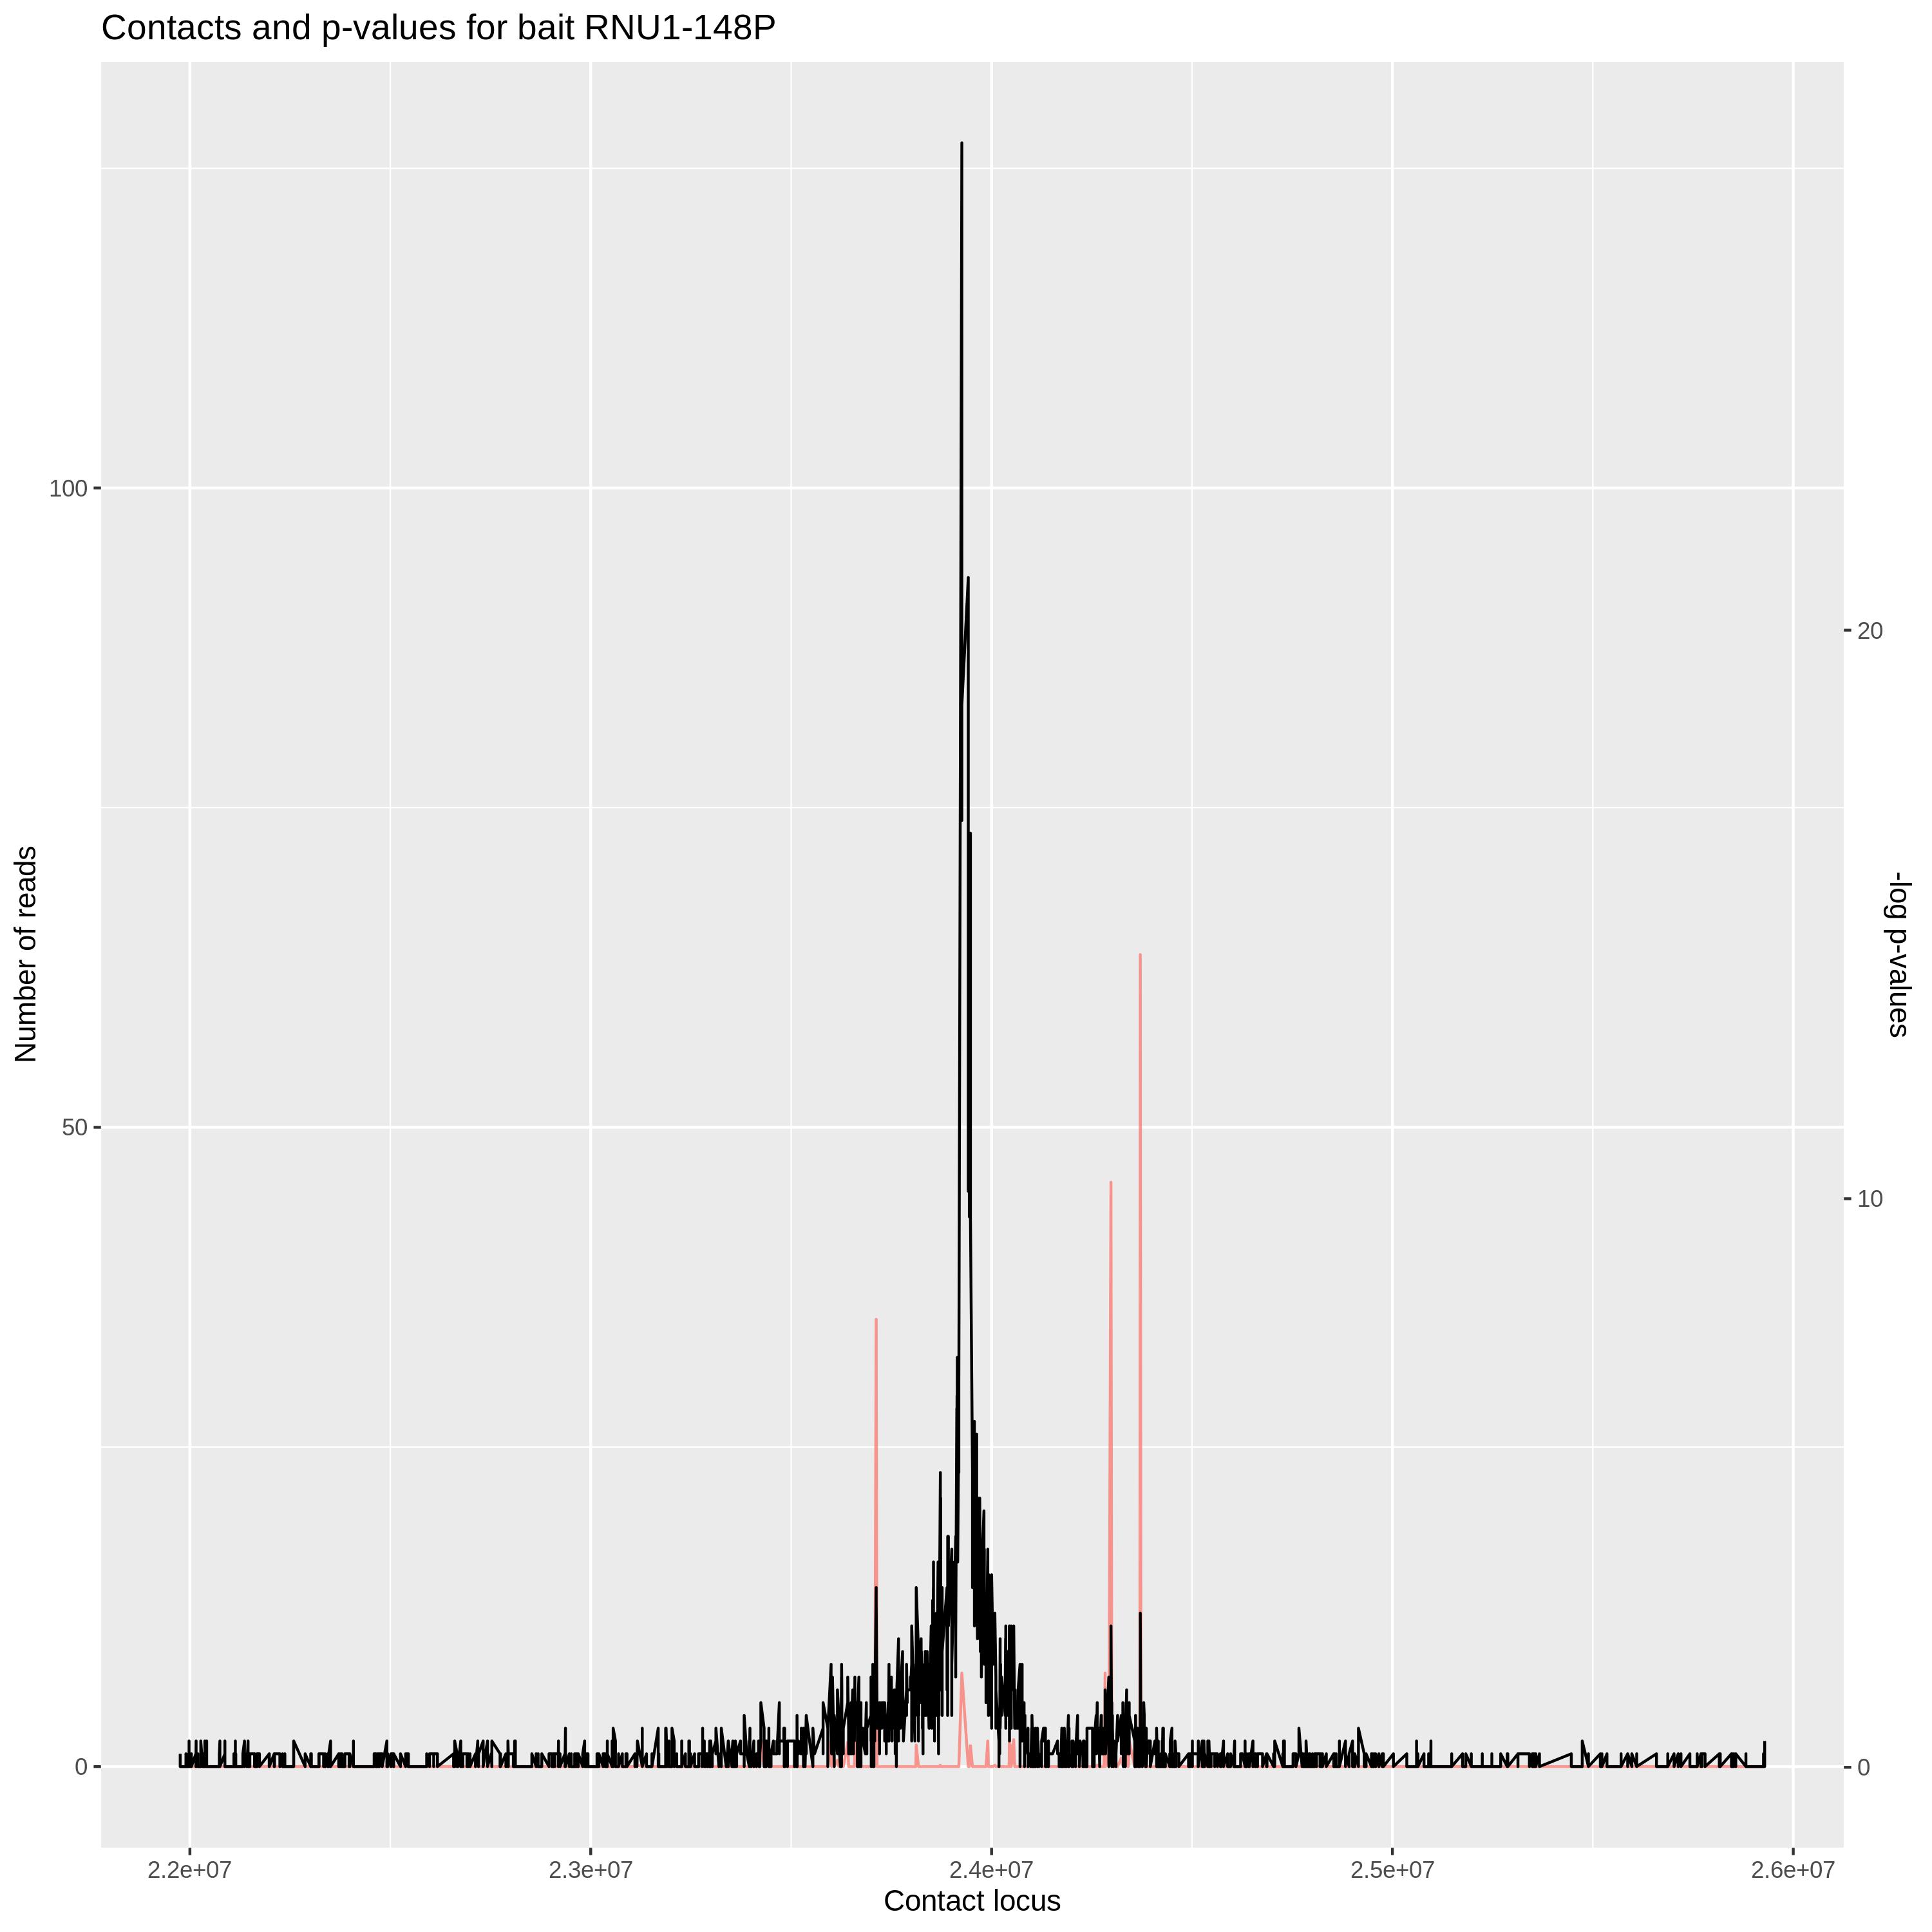 Contacts and p-values for bait RNU1-148P
Number of reads
100
50
0
20
10
0
-log p-values
2.2e+07
2.3e+07
2.4e+07
2.5e+07
2.6e+07
Contact locus